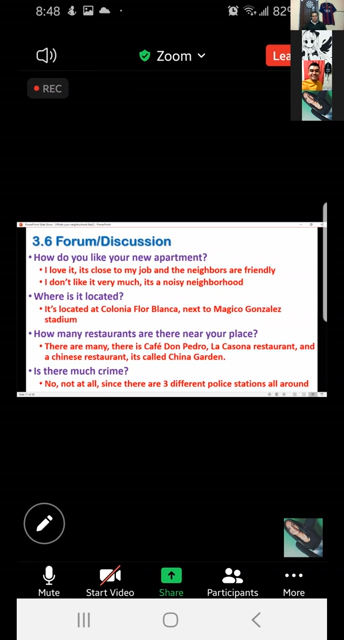 8:48
82%
Zoom
Lea
REC
3.6 Forum/Discussion
• How do you like your new apartment?
• I love it, its close to my job and the neighbors are friendly
• I don't like it very much, its a noisy neighborhood
• Where is it located?
• It's located at Colonia Flor Blanca, next to Magico Gonzalez
stadium
• How many restaurants are there near your place?
• There are many, there is Café Don Pedro, La Casona restaurant, and
a chinese restaurant, its called China Garden.
• Is there much crime?
• No, not at all, since there are 3 different police stations all around
Mute
Start Video
Share
Participants
More